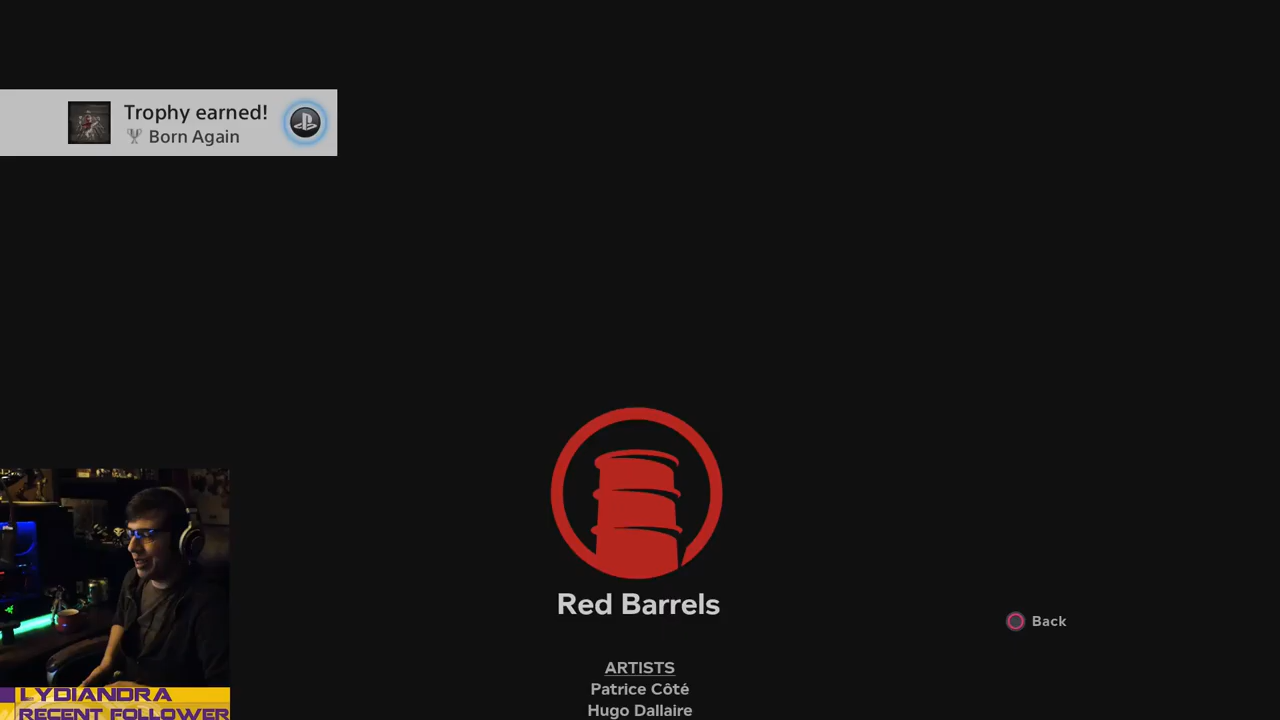 Trophy earned!
Born Again
Red Barrels
Back
ARTISTS
Patrice Côté
Hugo Dallaire
LYDIANDRA
RECENT FOLLOWER